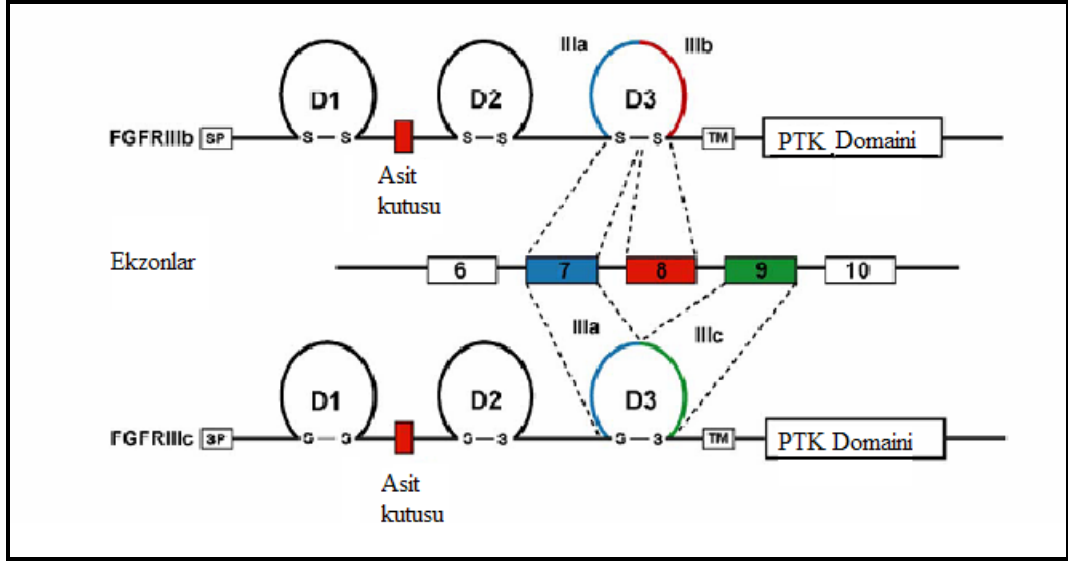 IIIa IIIb
D1 D2 D3
FGFRIIIb SP S S S S S S TM PTK Domaini
Asit
kutusu
Ekzonlar
6 7 8 9 10
IIIa IIIc
D1 D2 D3
FGFRIIIc SP S S S S S S TM PTK Domaini
Asit
kutusu